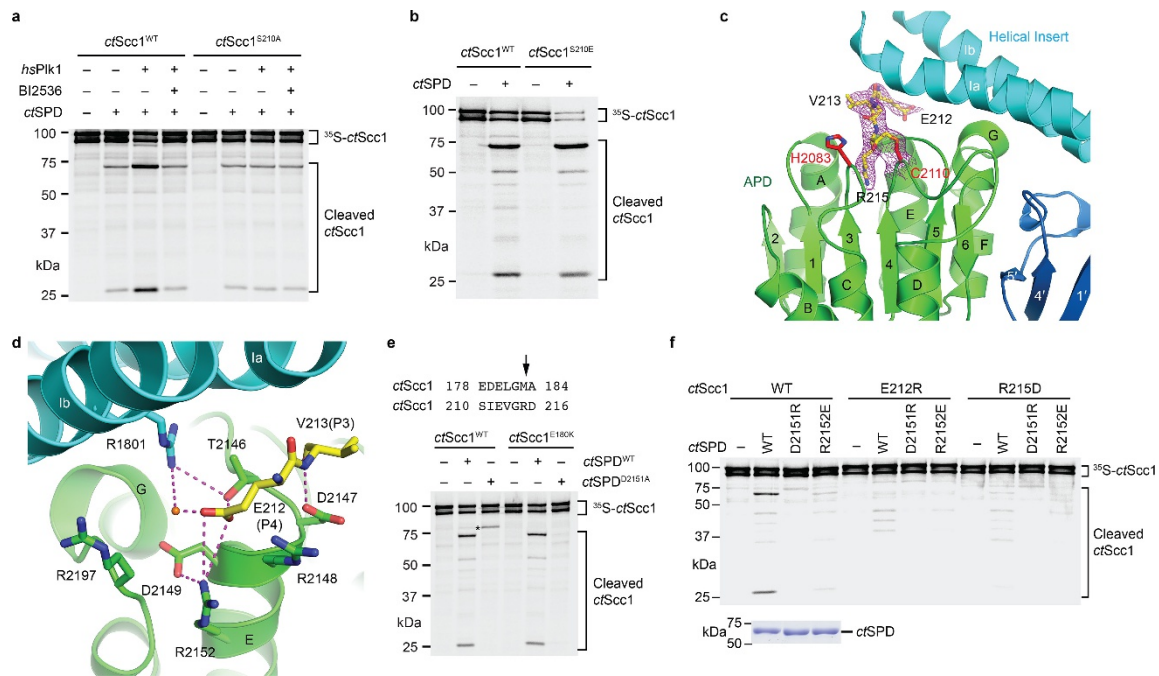 a
ctScc1WT ctScc1S210A
hsPlk1 – – + + – – + +
BI2536 – – – + – – – +
ctSPD – + + + – + + +
100
75
50
37
kDa
25
35S-ctScc1
Cleaved
ctScc1
b
ctScc1WT ctScc1S210E
ctSPD – + – +
100
75
50
37
kDa
25
35S-ctScc1
Cleaved
ctScc1
c
Helical Insert
Ib
Ia
V213
E212
G
H2083
C2110
APD
R215
A
E
2
3
5
1
4
6
F
C
D
B
5′
4′
1′
d
Ia
Ib
V213(P3)
R1801
T2146
G
E212
(P4)
D2147
R2197
D2149
R2148
R2152
E
e
ctScc1 178 EDELGMA 184
ctScc1 210 SIEVGRD 216
ctScc1WT ctScc1E180K
– + – – + – ctSPDWT
– – + – – + ctSPDD2151A
100
75
*
50
37
kDa
25
35S-ctScc1
Cleaved
ctScc1
f
ctScc1 WT E212R R215D
ctSPD – WT D2151R R2152E – WT D2151R R2152E – WT D2151R R2152E
100
75
50
37
kDa
25
35S-ctScc1
Cleaved
ctScc1
kDa 75
50
ctSPD